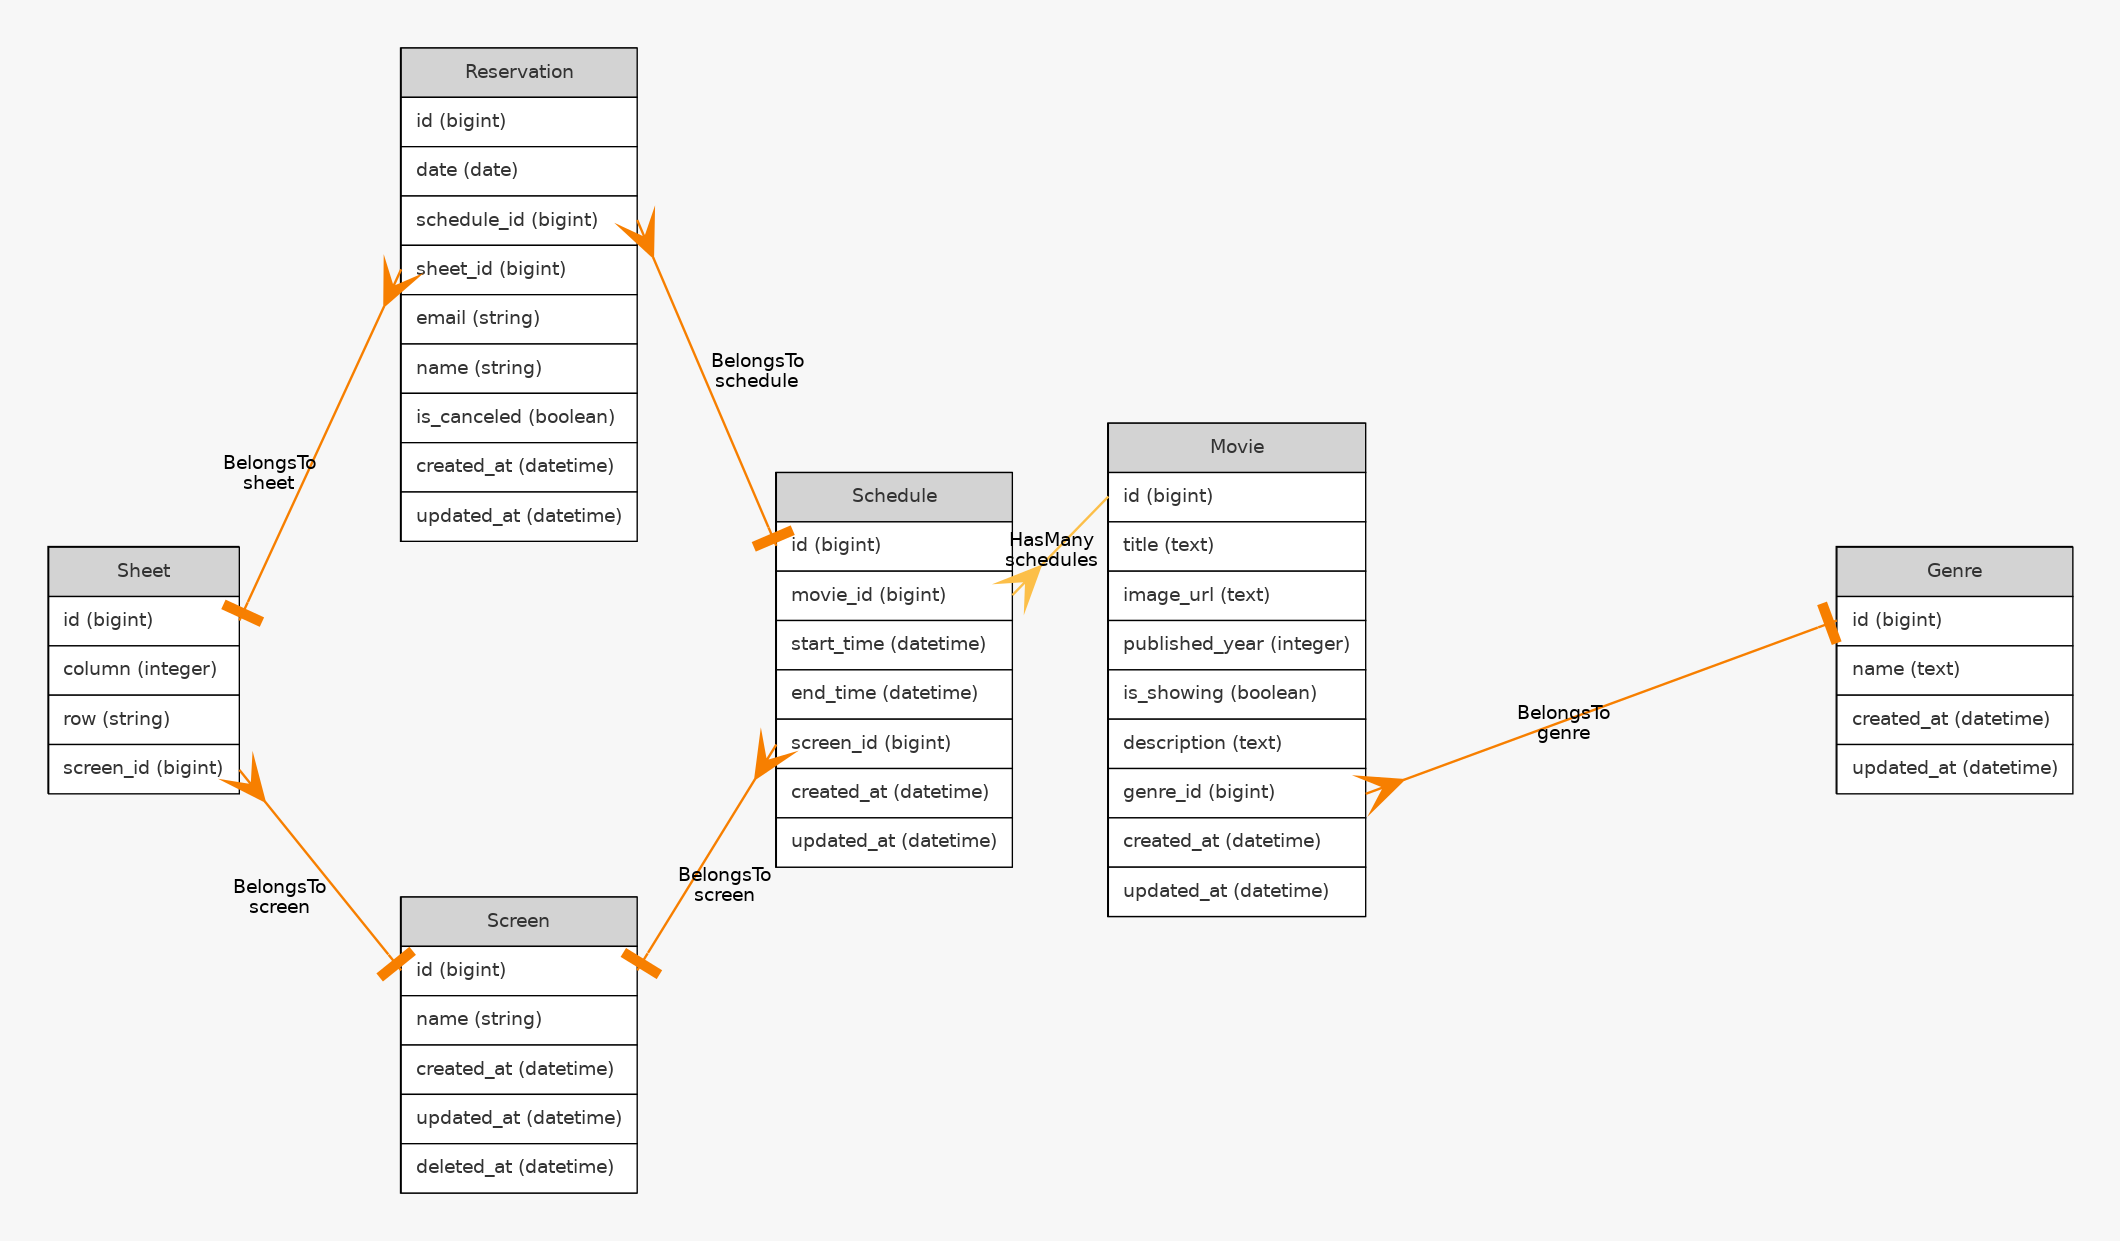 Reservation
id (bigint)
date (date)
schedule_id (bigint)
sheet_id (bigint)
email (string)
name (string)
is_canceled (boolean)
created_at (datetime)
updated_at (datetime)
BelongsTo
schedule
BelongsTo
sheet
Sheet
id (bigint)
column (integer)
row (string)
screen_id (bigint)
BelongsTo
screen
Screen
id (bigint)
name (string)
created_at (datetime)
updated_at (datetime)
deleted_at (datetime)
BelongsTo
screen
Schedule
id (bigint)
movie_id (bigint)
start_time (datetime)
end_time (datetime)
screen_id (bigint)
created_at (datetime)
updated_at (datetime)
HasMany
schedules
Movie
id (bigint)
title (text)
image_url (text)
published_year (integer)
is_showing (boolean)
description (text)
genre_id (bigint)
created_at (datetime)
updated_at (datetime)
BelongsTo
genre
Genre
id (bigint)
name (text)
created_at (datetime)
updated_at (datetime)